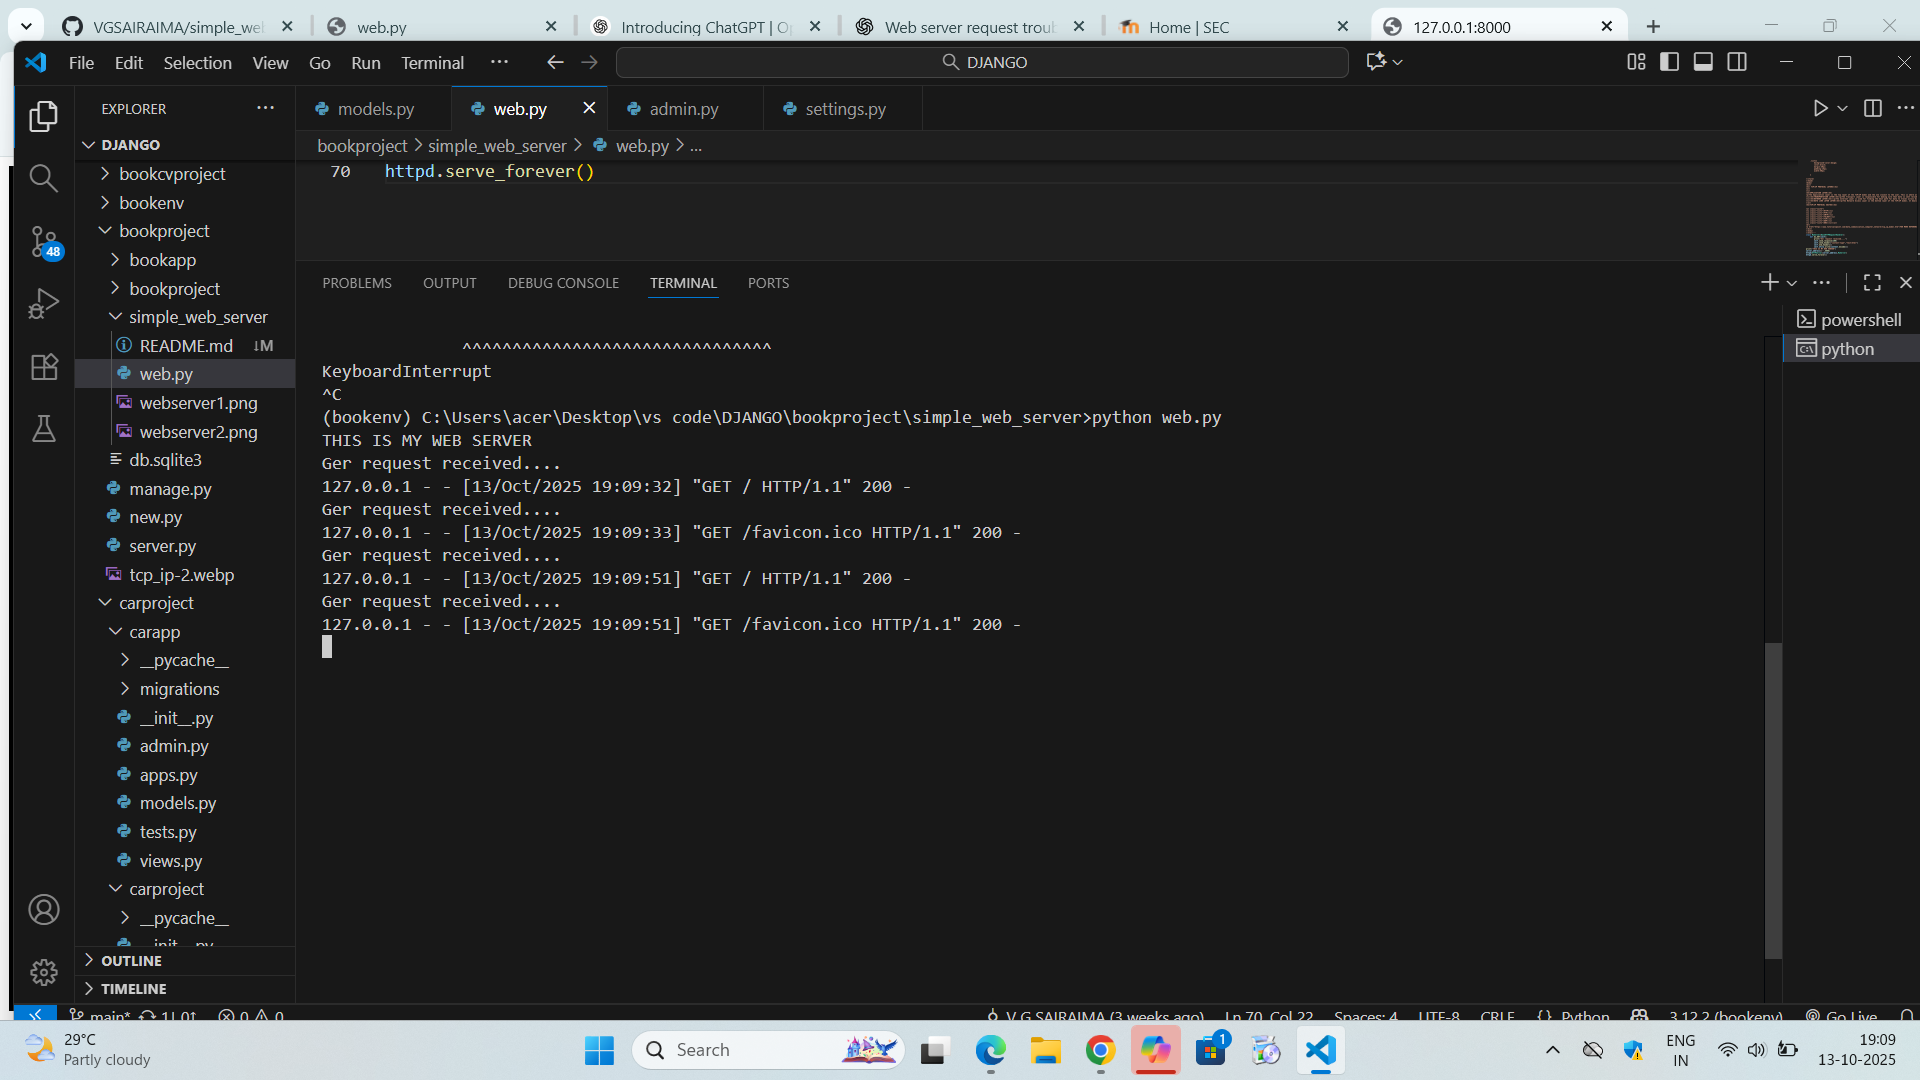 VGSAIRAIMA/simple_we
web.py
Introducing ChatGPT | O
Web server request trou
Home | SEC
127.0.0.1:8000
File Edit Selection View Go Run Terminal ···
DJANGO
EXPLORER
models.py
web.py
admin.py
settings.py
DJANGO
bookproject > simple_web_server > web.py > ...
70 httpd.serve_forever()
bookcvproject
bookenv
bookproject
bookapp
bookproject
simple_web_server
README.md ↓M
web.py
webserver1.png
webserver2.png
db.sqlite3
manage.py
new.py
server.py
tcp_ip-2.webp
carproject
carapp
__pycache__
migrations
__init__.py
admin.py
apps.py
models.py
tests.py
views.py
carproject
__pycache__
__init__.py
OUTLINE
TIMELINE
48
PROBLEMS OUTPUT DEBUG CONSOLE TERMINAL PORTS
powershell
python
^^^^^^^^^^^^^^^^^^^^^^^^^^^^^^^
KeyboardInterrupt
^C
(bookenv) C:\Users\acer\Desktop\vs code\DJANGO\bookproject\simple_web_server>python web.py
THIS IS MY WEB SERVER
Ger request received....
127.0.0.1 - - [13/Oct/2025 19:09:32] "GET / HTTP/1.1" 200 -
Ger request received....
127.0.0.1 - - [13/Oct/2025 19:09:33] "GET /favicon.ico HTTP/1.1" 200 -
Ger request received....
127.0.0.1 - - [13/Oct/2025 19:09:51] "GET / HTTP/1.1" 200 -
Ger request received....
127.0.0.1 - - [13/Oct/2025 19:09:51] "GET /favicon.ico HTTP/1.1" 200 -
main* 1↓ 0↑ 0 0
V G SAIRAIMA (3 weeks ago) Ln 70, Col 22 Spaces: 4 UTF-8 CRLF {} Python 3.12.2 (bookenv) Go Live
29°C
Partly cloudy
Search
1
ENG
IN
19:09
13-10-2025